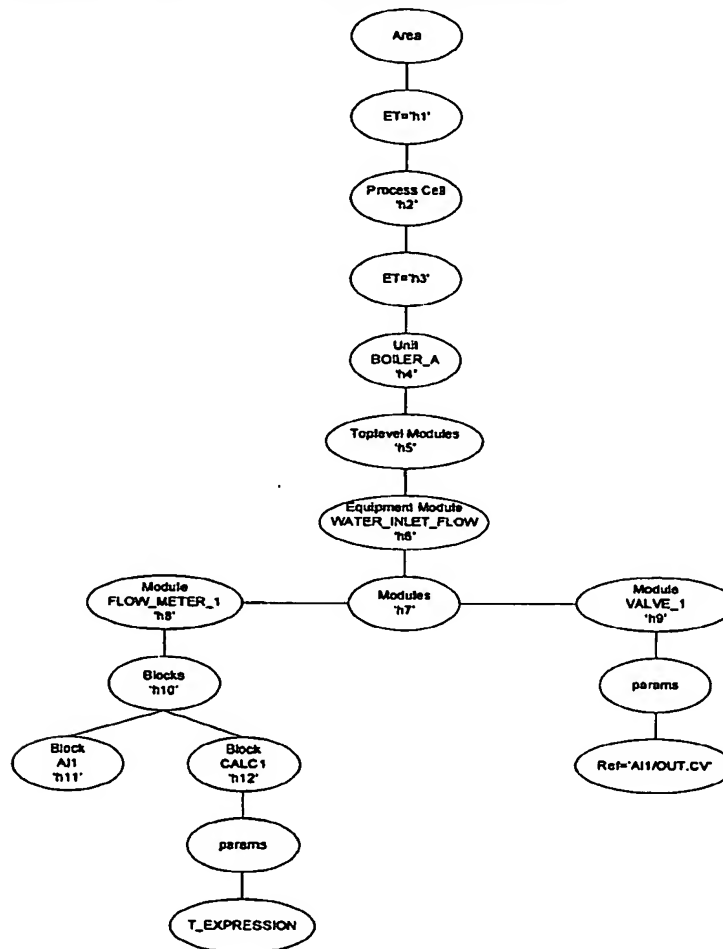 Area
ET='h1'
Process Cell
'h2'
ET='h3'
Unit
BOILER_A
'h4'
Toplevel Modules
'h5'
Equipment Module
WATER_INLET_FLOW
'h6'
Module
FLOW_METER_1
'h8'
Modules
'h7'
Module
VALVE_1
'h9'
Blocks
'h10'
params
Block
AI1
'h11'
Block
CALC1
'h12'
Ref='AI1/OUT.CV'
params
T_EXPRESSION